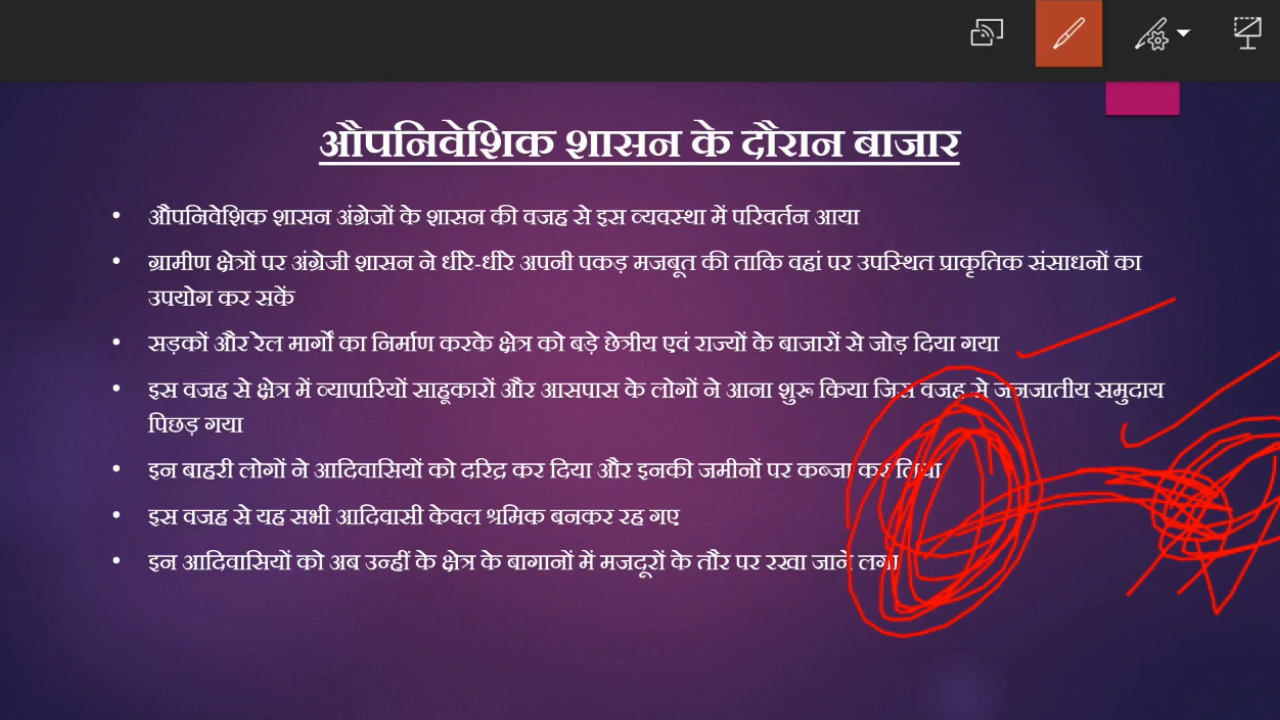 औपनिवेशिक शासन के दौरान बाजार
• औपनिवेशिक शासन अंग्रेजों के शासन की वजह से इस व्यवस्था में परिवर्तन आया
• ग्रामीण क्षेत्रों पर अंग्रेजी शासन ने धीरे-धीरे अपनी पकड़ मजबूत की ताकि वहां पर उपस्थित प्राकृतिक संसाधनों का
उपयोग कर सकें
• सड़कों और रेल मार्गों का निर्माण करके क्षेत्र को बड़े छेत्रीय एवं राज्यों के बाजारों से जोड़ दिया गया
• इस वजह से क्षेत्र में व्यापारियों साहूकारों और आसपास के लोगों ने आना शुरू किया जिस वजह से जनजातीय समुदाय
पिछड़ गया
• इन बाहरी लोगों ने आदिवासियों को दरिद्र कर दिया और इनकी जमीनों पर कब्जा कर लिया
• इस वजह से यह सभी आदिवासी केवल श्रमिक बनकर रह गए
• इन आदिवासियों को अब उन्हीं के क्षेत्र के बागानों में मजदूरों के तौर पर रखा जाने लगा